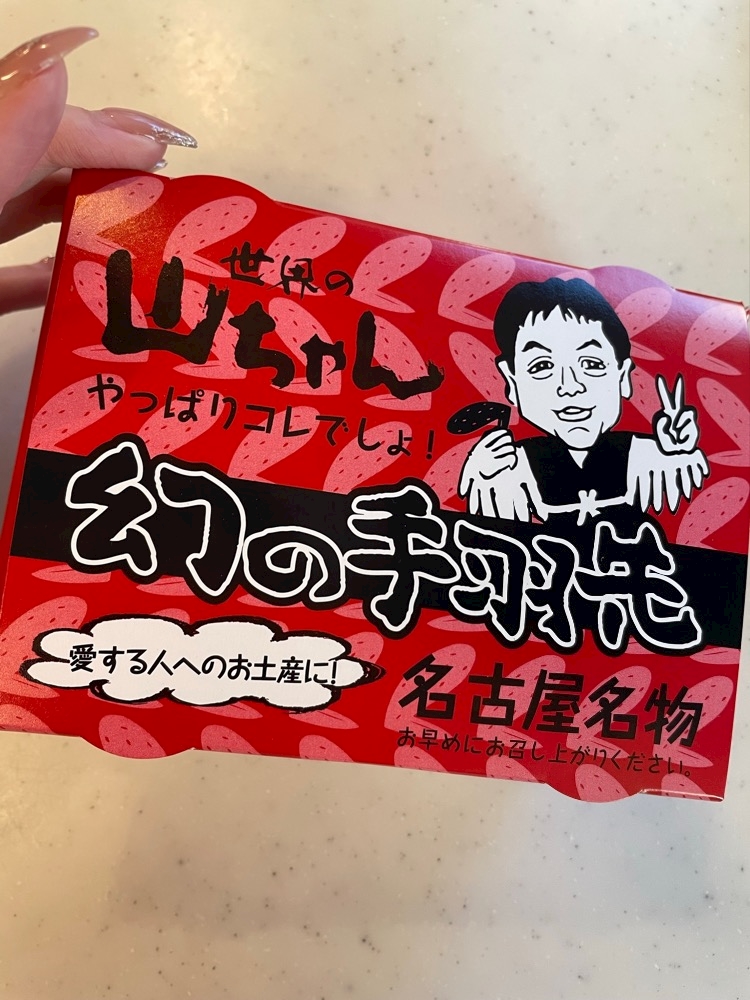 世界の
山ちゃん
やっぱりコレでしょ!
幻の手羽先
愛する人へのお土産に!
名古屋名物
お早めにお召し上がりください。